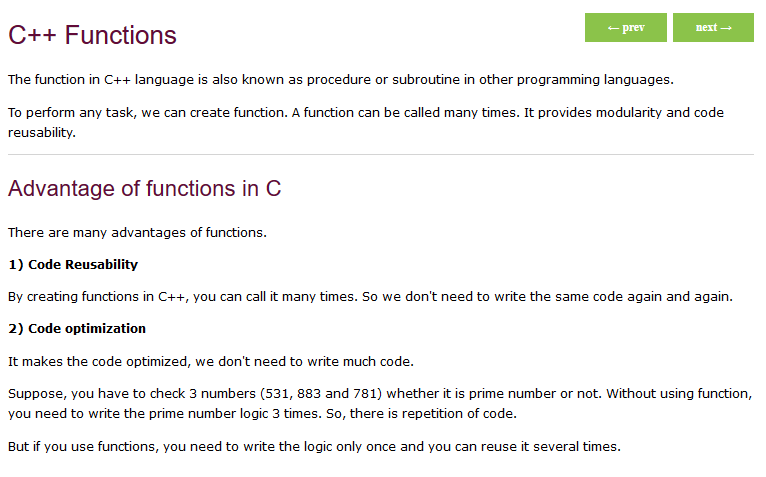 C++ Functions
← prev
next →
The function in C++ language is also known as procedure or subroutine in other programming languages.
To perform any task, we can create function. A function can be called many times. It provides modularity and code
reusability.
Advantage of functions in C
There are many advantages of functions.
1) Code Reusability
By creating functions in C++, you can call it many times. So we don't need to write the same code again and again.
2) Code optimization
It makes the code optimized, we don't need to write much code.
Suppose, you have to check 3 numbers (531, 883 and 781) whether it is prime number or not. Without using function,
you need to write the prime number logic 3 times. So, there is repetition of code.
But if you use functions, you need to write the logic only once and you can reuse it several times.